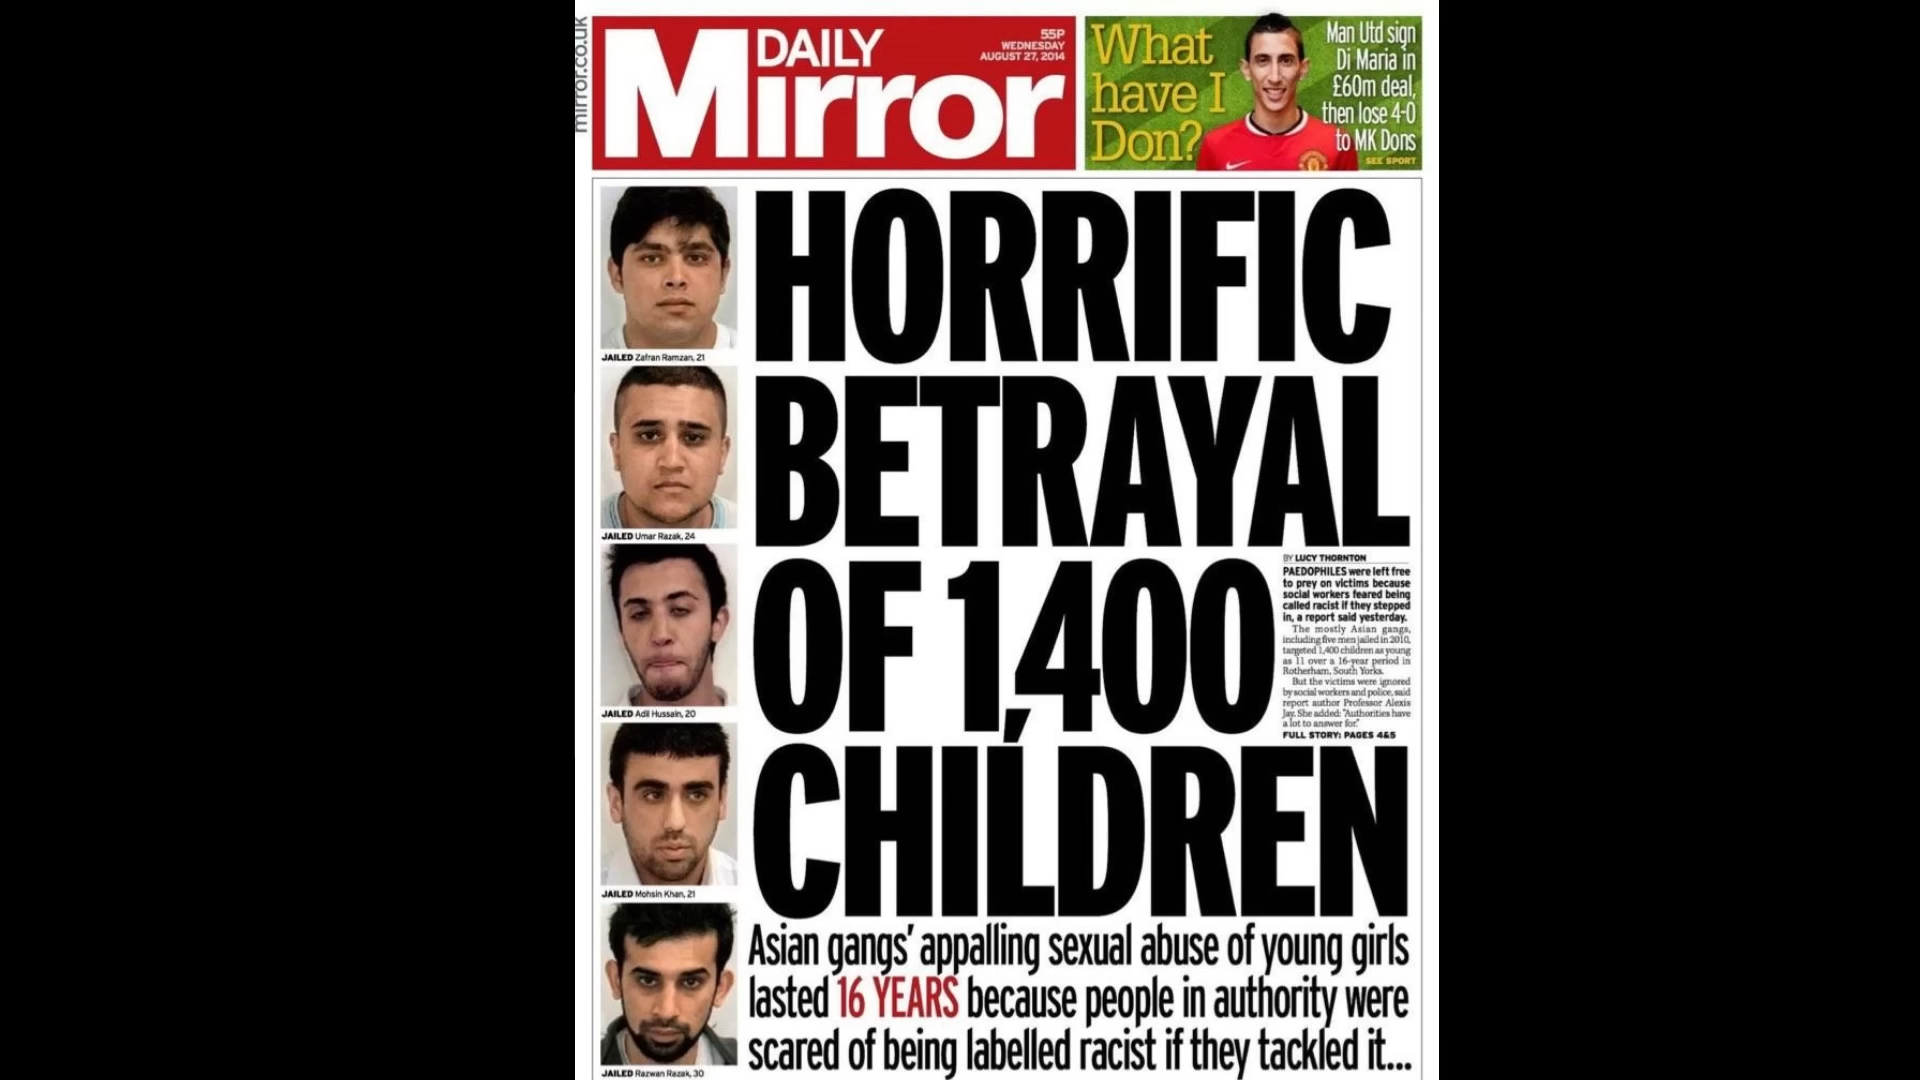 mirror.co.uk
DAILY
Mirror
55P
WEDNESDAY
AUGUST 27, 2014
What
have I
Don?
Man Utd sign
Di Maria in
£60m deal,
then lose 4-0
to MK Dons
SEE SPORT
JAILED Zafran Ramzan, 21
JAILED Umar Razak, 24
JAILED Adil Hussain, 20
JAILED Mohsin Khan, 21
JAILED Razwan Razak, 30
HORRIFIC
BETRAYAL
OF 1,400
CHILDREN
BY LUCY THORNTON
PAEDOPHILES were left free
to prey on victims because
social workers feared being
called racist if they stepped
in, a report said yesterday.
The mostly Asian gangs,
including five men jailed in 2010,
targeted 1,400 children as young
as 11 over a 16-year period in
Rotherham, South Yorks.
But the victims were ignored
by social workers and police, said
report author Professor Alexis
Jay. She added: "Authorities have
a lot to answer for."
FULL STORY: PAGES 4&5
Asian gangs' appalling sexual abuse of young girls
lasted 16 YEARS because people in authority were
scared of being labelled racist if they tackled it...